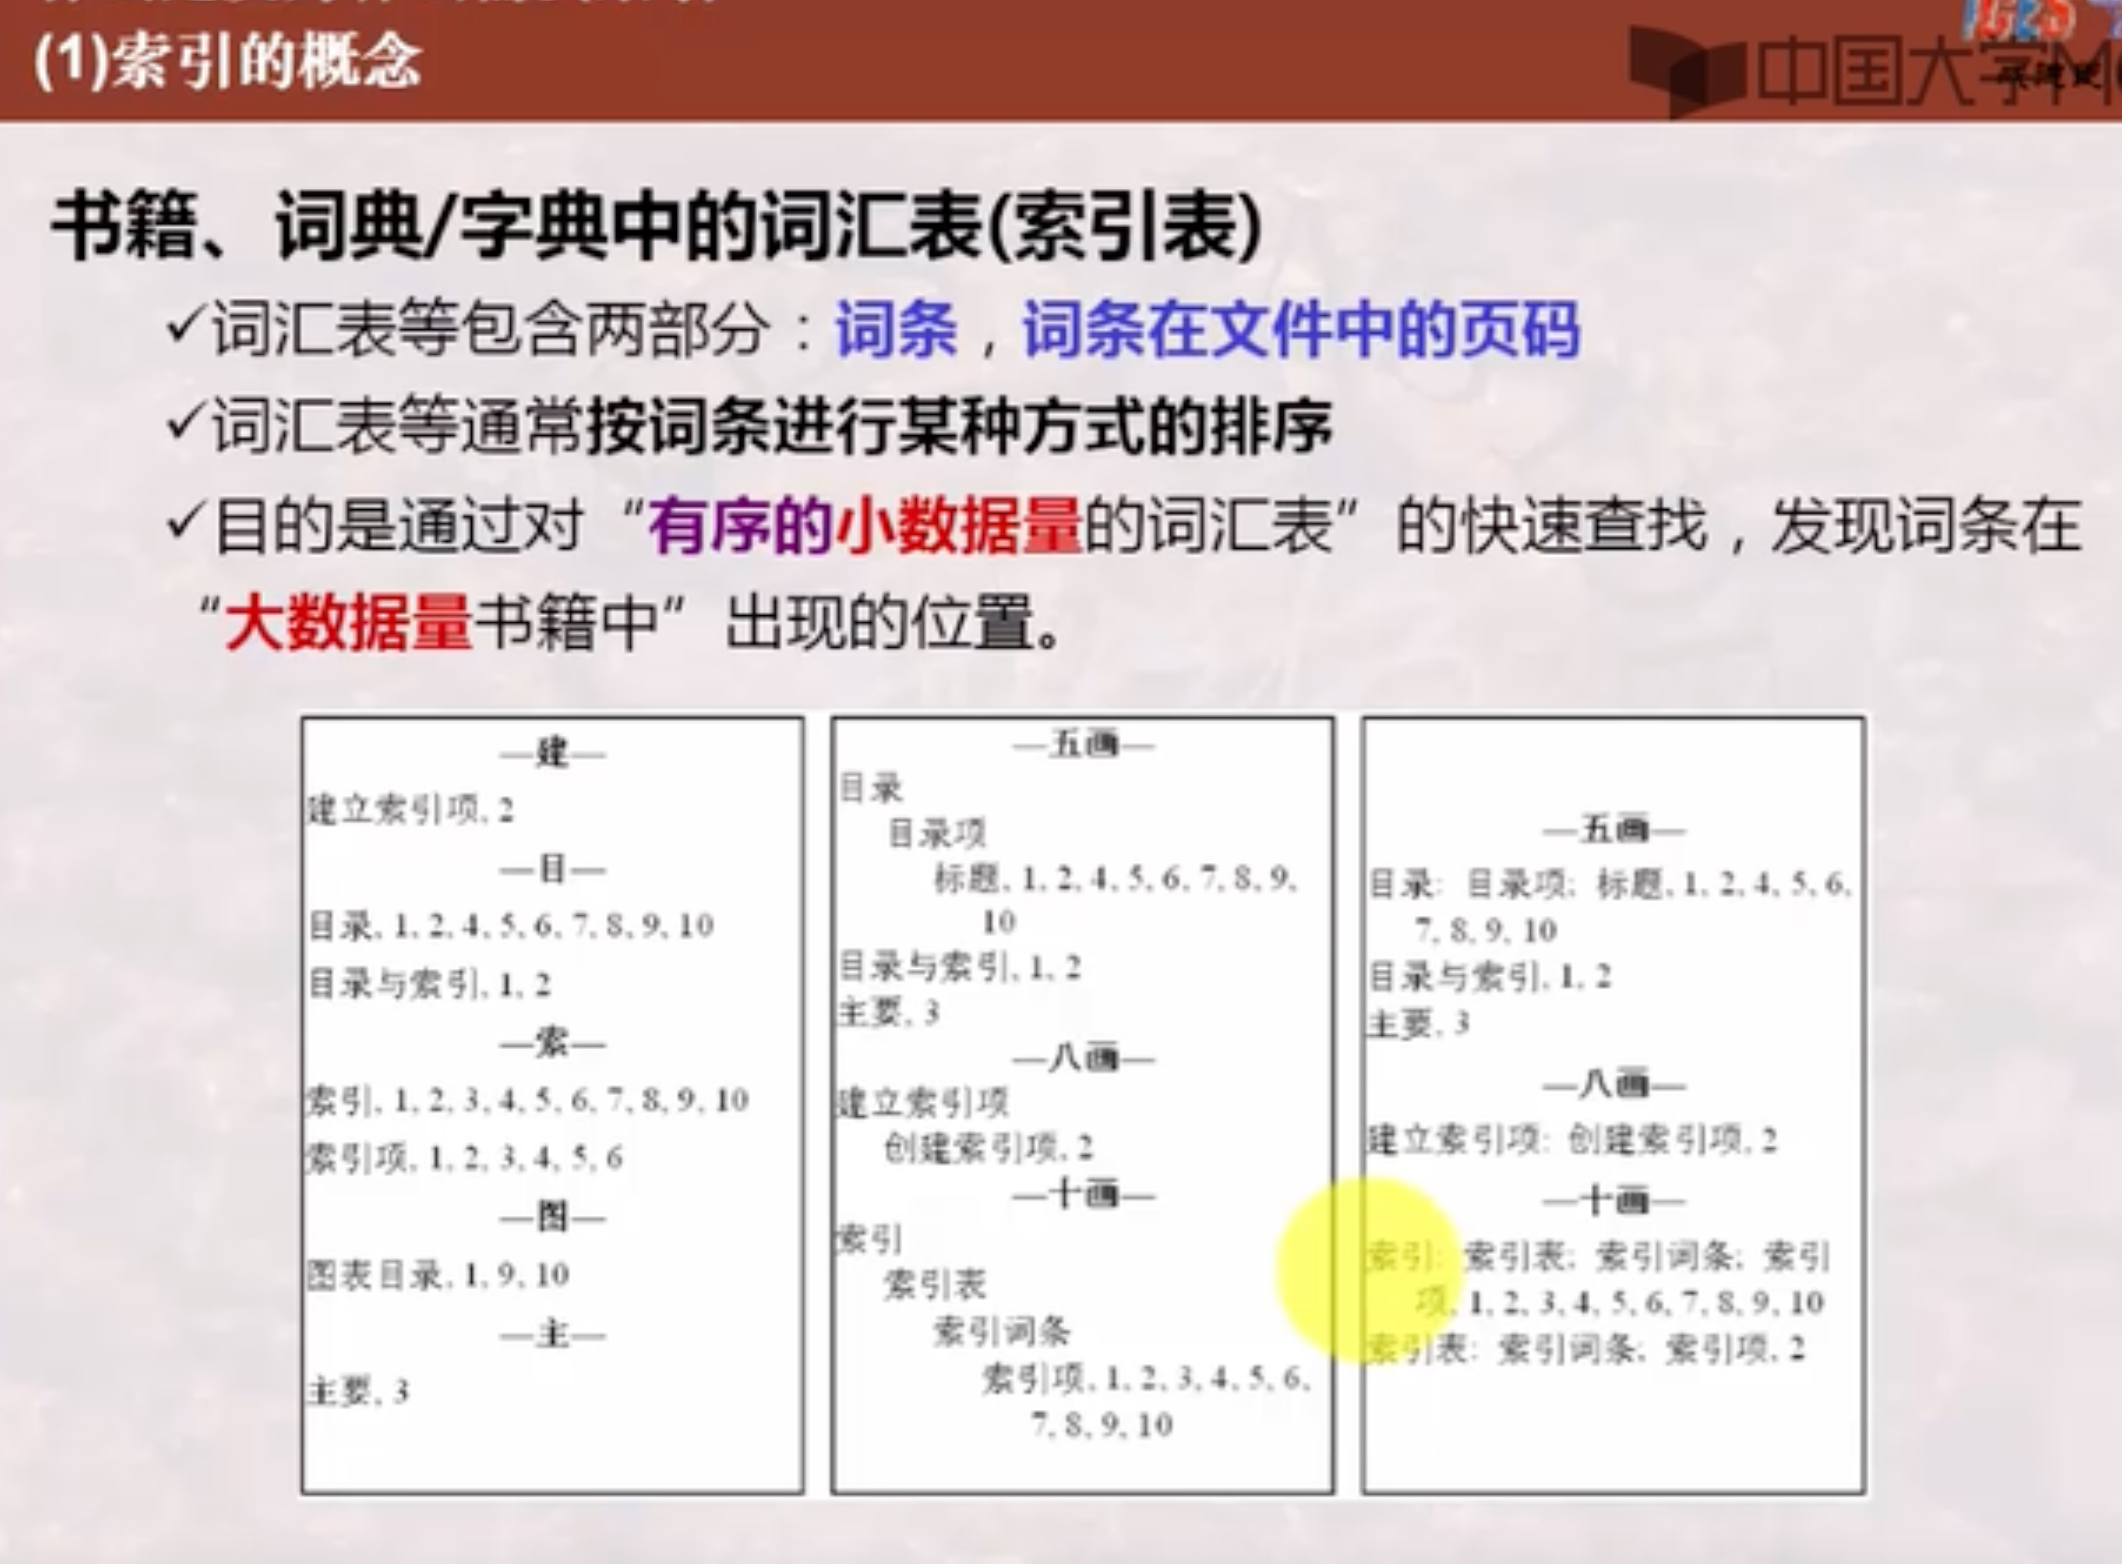 (1)索引的概念
中国大学M
书籍、词典/字典中的词汇表(索引表)
✓词汇表等包含两部分：词条，词条在文件中的页码
✓词汇表等通常按词条进行某种方式的排序
✓目的是通过对“有序的小数据量的词汇表”的快速查找，发现词条在
“大数据量书籍中”出现的位置。
—建—
建立索引项, 2
—目—
目录, 1, 2, 4, 5, 6, 7, 8, 9, 10
目录与索引, 1, 2
—索—
索引, 1, 2, 3, 4, 5, 6, 7, 8, 9, 10
索引项, 1, 2, 3, 4, 5, 6
—图—
图表目录, 1, 9, 10
—主—
主要, 3
—五画—
目录
目录项
标题, 1, 2, 4, 5, 6, 7, 8, 9,
10
目录与索引, 1, 2
主要, 3
—八画—
建立索引项
创建索引项, 2
—十画—
索引
索引表
索引词条
索引项, 1, 2, 3, 4, 5, 6,
7, 8, 9, 10
—五画—
目录: 目录项; 标题, 1, 2, 4, 5, 6,
7, 8, 9, 10
目录与索引, 1, 2
主要, 3
—八画—
建立索引项: 创建索引项, 2
—十画—
索引: 索引表; 索引词条; 索引
项, 1, 2, 3, 4, 5, 6, 7, 8, 9, 10
索引表: 索引词条; 索引项, 2